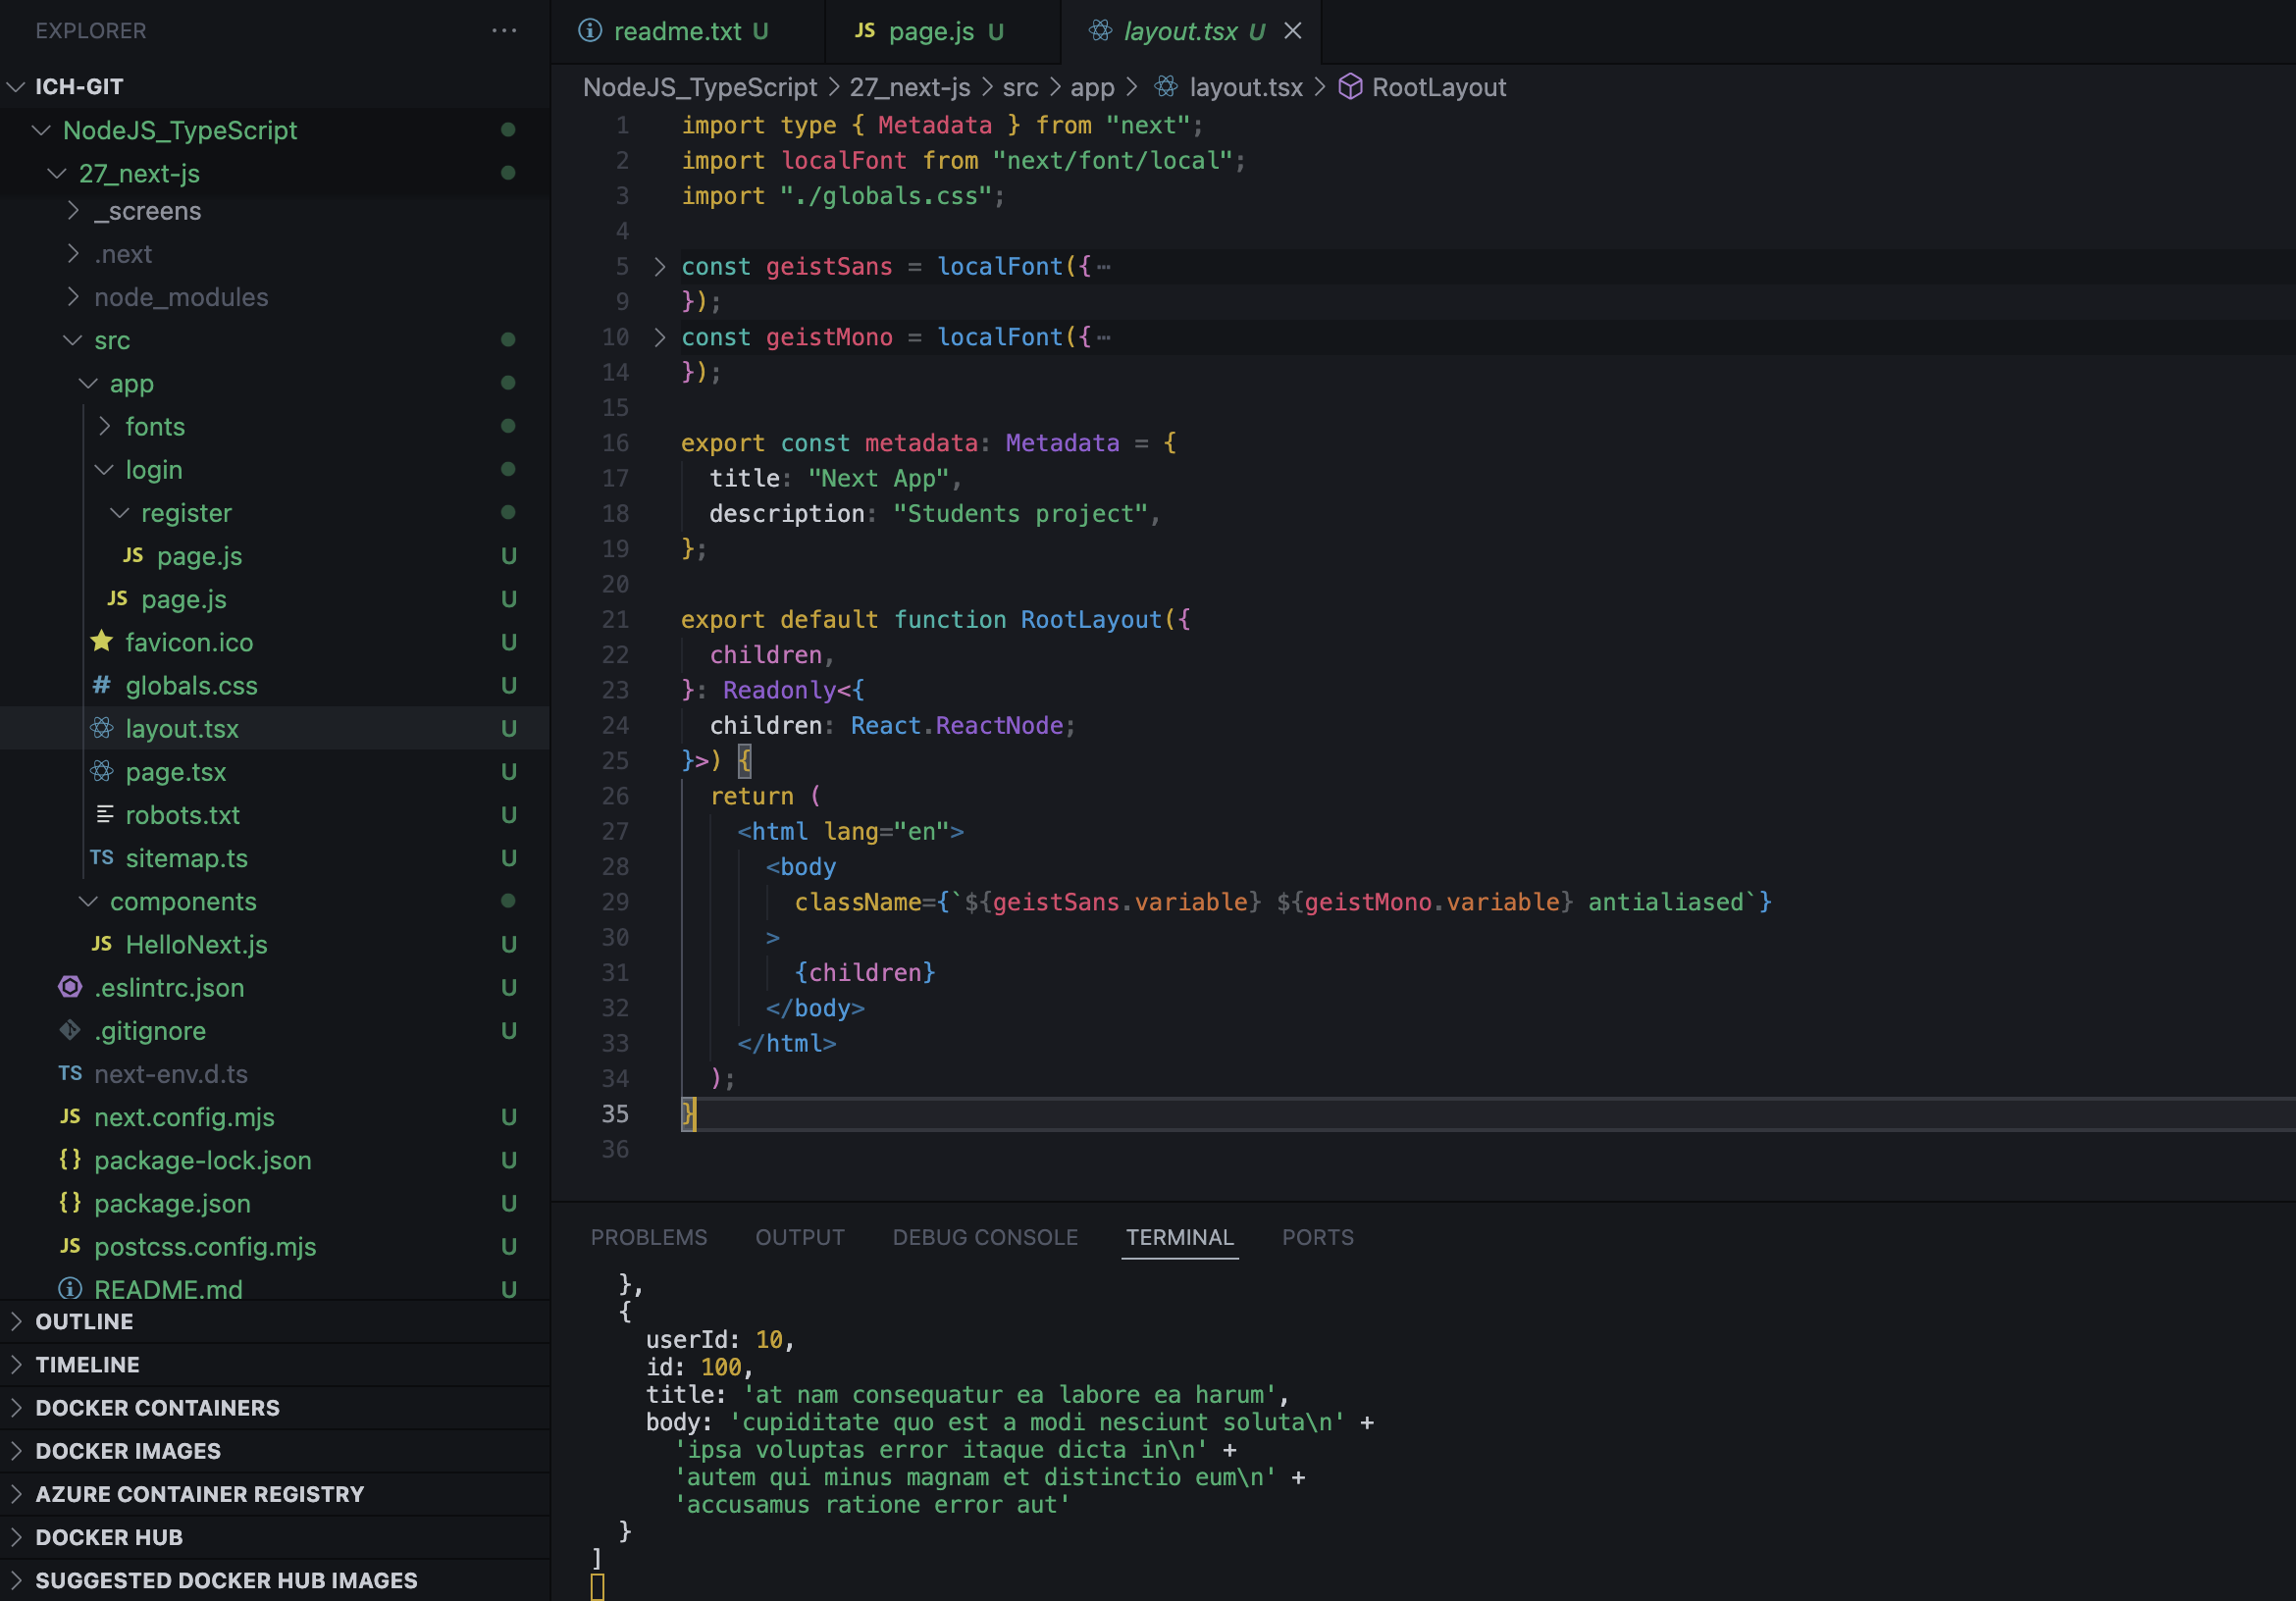 EXPLORER
ICH-GIT
NodeJS_TypeScript
27_next-js
_screens
.next
node_modules
src
app
fonts
login
register
JS page.js U
JS page.js U
favicon.ico U
# globals.css U
layout.tsx U
page.tsx U
robots.txt U
TS sitemap.ts U
components
JS HelloNext.js U
.eslintrc.json U
.gitignore U
TS next-env.d.ts
JS next.config.mjs U
{} package-lock.json U
{} package.json U
JS postcss.config.mjs U
README.md U
OUTLINE
TIMELINE
DOCKER CONTAINERS
DOCKER IMAGES
AZURE CONTAINER REGISTRY
DOCKER HUB
SUGGESTED DOCKER HUB IMAGES
readme.txt U JS page.js U layout.tsx U
NodeJS_TypeScript > 27_next-js > src > app > layout.tsx > RootLayout
1 import type { Metadata } from "next";
2 import localFont from "next/font/local";
3 import "./globals.css";
4
5 const geistSans = localFont({ ⋯
9 });
10 const geistMono = localFont({ ⋯
14 });
15
16 export const metadata: Metadata = {
17 title: "Next App",
18 description: "Students project",
19 };
20
21 export default function RootLayout({
22 children,
23 }: Readonly<{
24 children: React.ReactNode;
25 }>) {
26 return (
27 <html lang="en">
28 <body
29 className={`${geistSans.variable} ${geistMono.variable} antialiased`}
30 >
31 {children}
32 </body>
33 </html>
34 );
35 }
36
PROBLEMS OUTPUT DEBUG CONSOLE TERMINAL PORTS
},
{
userId: 10,
id: 100,
title: 'at nam consequatur ea labore ea harum',
body: 'cupiditate quo est a modi nesciunt soluta\n' +
'ipsa voluptas error itaque dicta in\n' +
'autem qui minus magnam et distinctio eum\n' +
'accusamus ratione error aut'
}
]